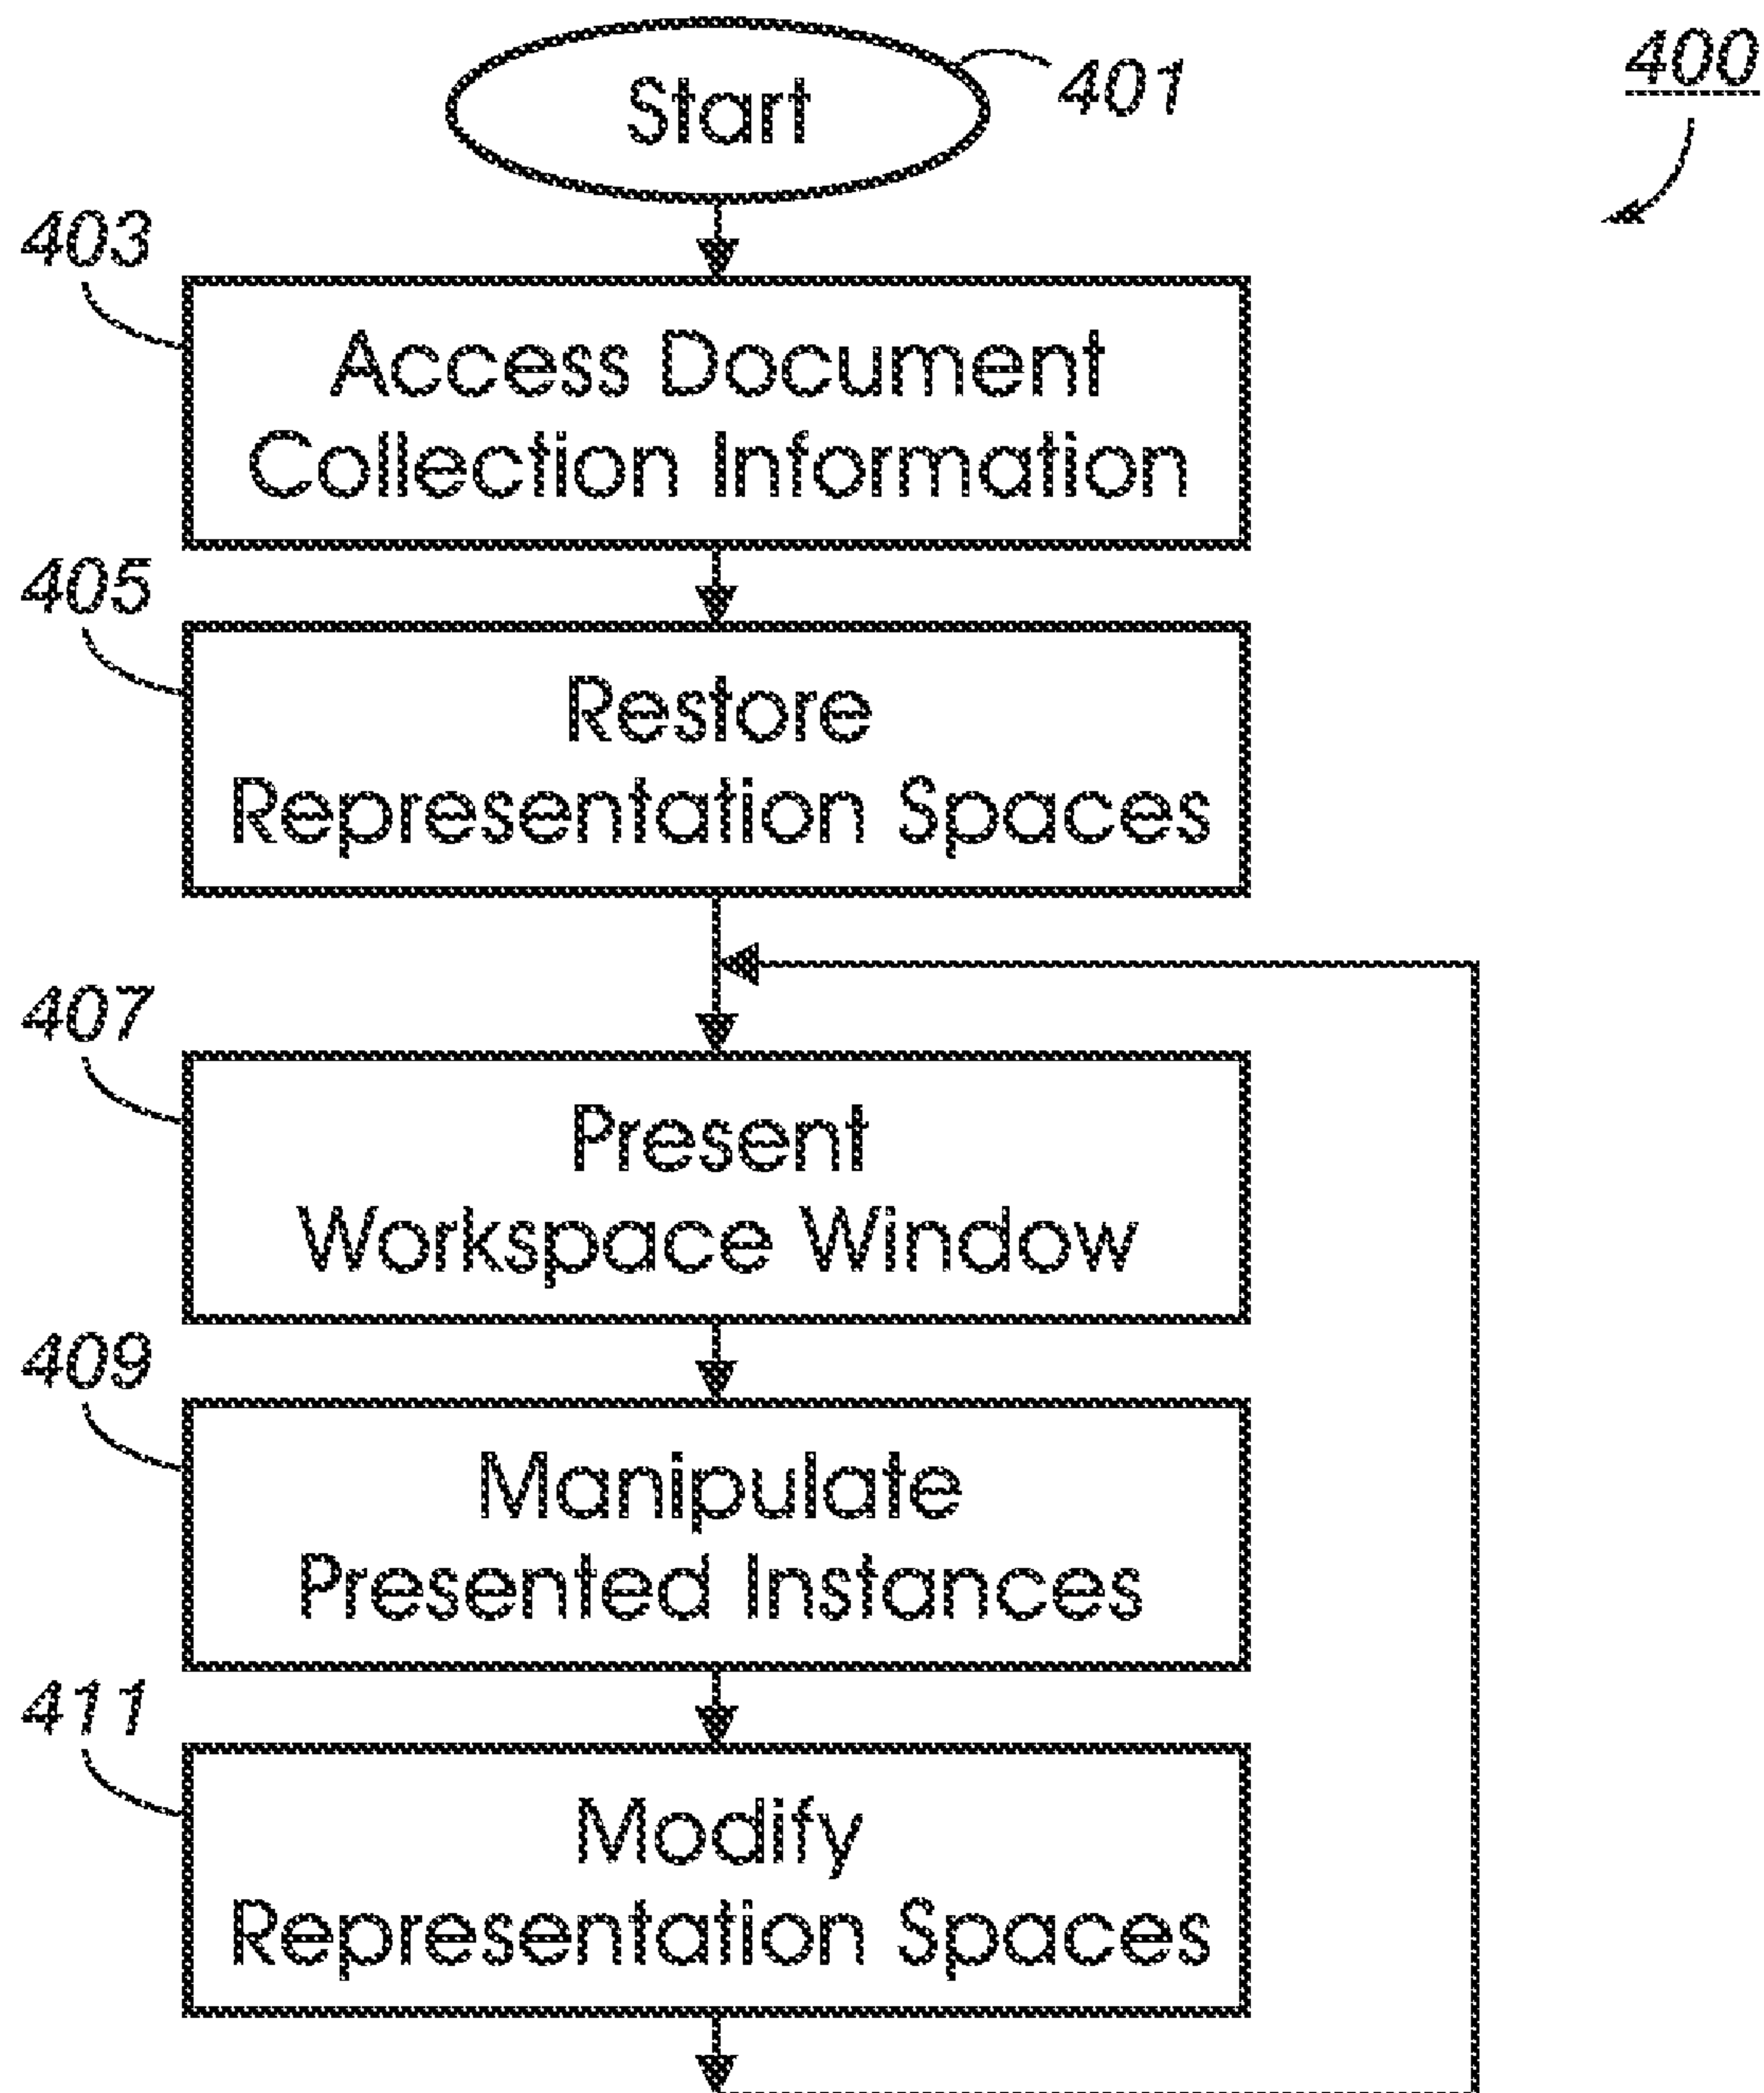 400
Start
401
403
Access Document
Collection Information
405
Restore
Representation Spaces
407
Present
Workspace Window
409
Manipulate
Presented Instances
411
Modify
Representation Spaces